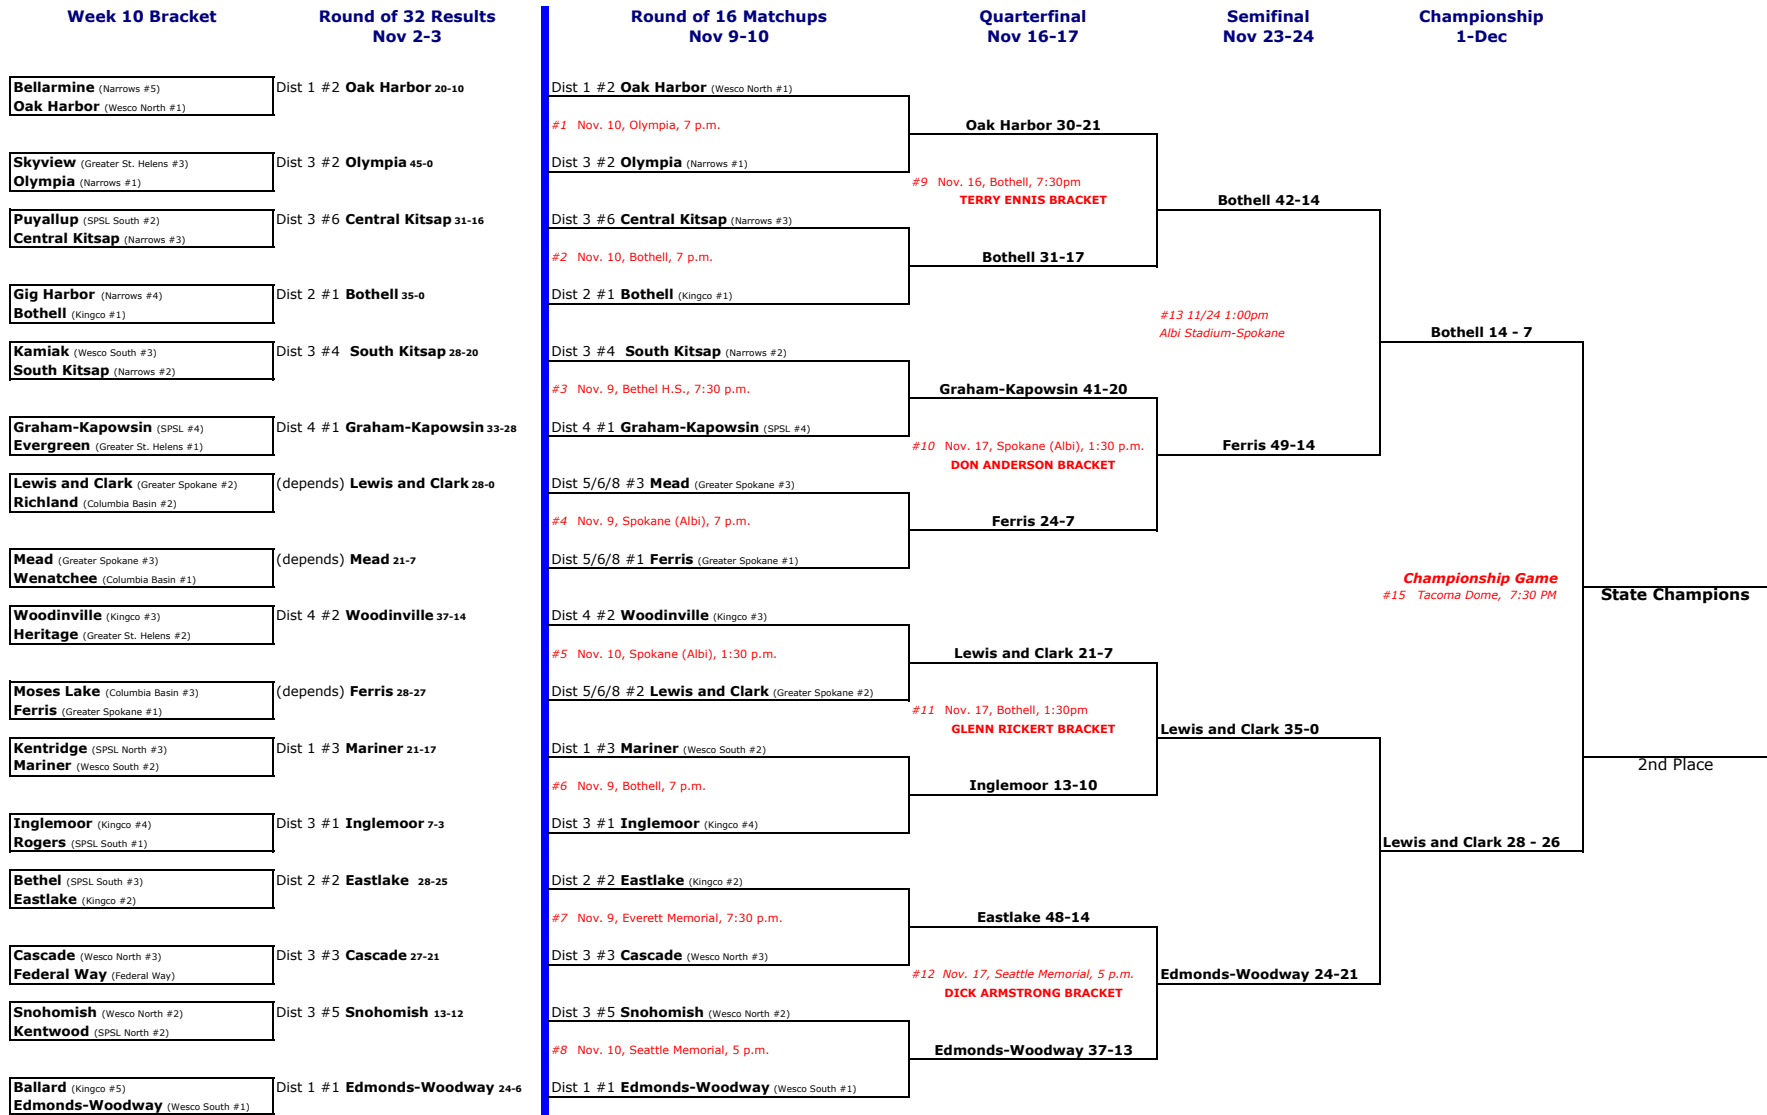 Week 10 Bracket
Round of 32 Results
Nov 2-3
Round of 16 Matchups
Nov 9-10
Quarterfinal
Nov 16-17
Semifinal
Nov 23-24
Championship
1-Dec
Bellarmine (Narrows #5)
Oak Harbor (Wesco North #1)
Skyview (Greater St. Helens #3)
Olympia (Narrows #1)
Puyallup (SPSL South #2)
Central Kitsap (Narrows #3)
Gig Harbor (Narrows #4)
Bothell (Kingco #1)
Kamiak (Wesco South #3)
South Kitsap (Narrows #2)
Graham-Kapowsin (SPSL #4)
Evergreen (Greater St. Helens #1)
Lewis and Clark (Greater Spokane #2)
Richland (Columbia Basin #2)
Mead (Greater Spokane #3)
Wenatchee (Columbia Basin #1)
Woodinville (Kingco #3)
Heritage (Greater St. Helens #2)
Moses Lake (Columbia Basin #3)
Ferris (Greater Spokane #1)
Kentridge (SPSL North #3)
Mariner (Wesco South #2)
Inglemoor (Kingco #4)
Rogers (SPSL South #1)
Bethel (SPSL South #3)
Eastlake (Kingco #2)
Cascade (Wesco North #3)
Federal Way (Federal Way)
Snohomish (Wesco North #2)
Kentwood (SPSL North #2)
Ballard (Kingco #5)
Edmonds-Woodway (Wesco South #1)
Dist 1 #2 Oak Harbor 20-10
Dist 3 #2 Olympia 45-0
Dist 3 #6 Central Kitsap 31-16
Dist 2 #1 Bothell 35-0
Dist 3 #4 South Kitsap 28-20
Dist 4 #1 Graham-Kapowsin 33-28
(depends) Lewis and Clark 28-0
(depends) Mead 21-7
Dist 4 #2 Woodinville 37-14
(depends) Ferris 28-27
Dist 1 #3 Mariner 21-17
Dist 3 #1 Inglemoor 7-3
Dist 2 #2 Eastlake 28-25
Dist 3 #3 Cascade 27-21
Dist 3 #5 Snohomish 13-12
Dist 1 #1 Edmonds-Woodway 24-6
Dist 1 #2 Oak Harbor (Wesco North #1)
#1 Nov. 10, Olympia, 7 p.m.
Dist 3 #2 Olympia (Narrows #1)
Dist 3 #6 Central Kitsap (Narrows #3)
#2 Nov. 10, Bothell, 7 p.m.
Dist 2 #1 Bothell (Kingco #1)
Dist 3 #4 South Kitsap (Narrows #2)
#3 Nov. 9, Bethel H.S., 7:30 p.m.
Dist 4 #1 Graham-Kapowsin (SPSL #4)
Dist 5/6/8 #3 Mead (Greater Spokane #3)
#4 Nov. 9, Spokane (Albi), 7 p.m.
Dist 5/6/8 #1 Ferris (Greater Spokane #1)
Dist 4 #2 Woodinville (Kingco #3)
#5 Nov. 10, Spokane (Albi), 1:30 p.m.
Dist 5/6/8 #2 Lewis and Clark (Greater Spokane #2)
Dist 1 #3 Mariner (Wesco South #2)
#6 Nov. 9, Bothell, 7 p.m.
Dist 3 #1 Inglemoor (Kingco #4)
Dist 2 #2 Eastlake (Kingco #2)
#7 Nov. 9, Everett Memorial, 7:30 p.m.
Dist 3 #3 Cascade (Wesco North #3)
Dist 3 #5 Snohomish (Wesco North #2)
#8 Nov. 10, Seattle Memorial, 5 p.m.
Dist 1 #1 Edmonds-Woodway (Wesco South #1)
Oak Harbor 30-21
#9 Nov. 16, Bothell, 7:30pm
TERRY ENNIS BRACKET
Bothell 31-17
Graham-Kapowsin 41-20
#10 Nov. 17, Spokane (Albi), 1:30 p.m.
DON ANDERSON BRACKET
Ferris 24-7
Lewis and Clark 21-7
#11 Nov. 17, Bothell, 1:30pm
GLENN RICKERT BRACKET
Inglemoor 13-10
Eastlake 48-14
#12 Nov. 17, Seattle Memorial, 5 p.m.
DICK ARMSTRONG BRACKET
Edmonds-Woodway 37-13
Bothell 42-14
#13 11/24 1:00pm
Albi Stadium-Spokane
Ferris 49-14
Lewis and Clark 35-0
Edmonds-Woodway 24-21
Bothell 14 - 7
Championship Game
#15 Tacoma Dome, 7:30 PM
Lewis and Clark 28 - 26
State Champions
2nd Place